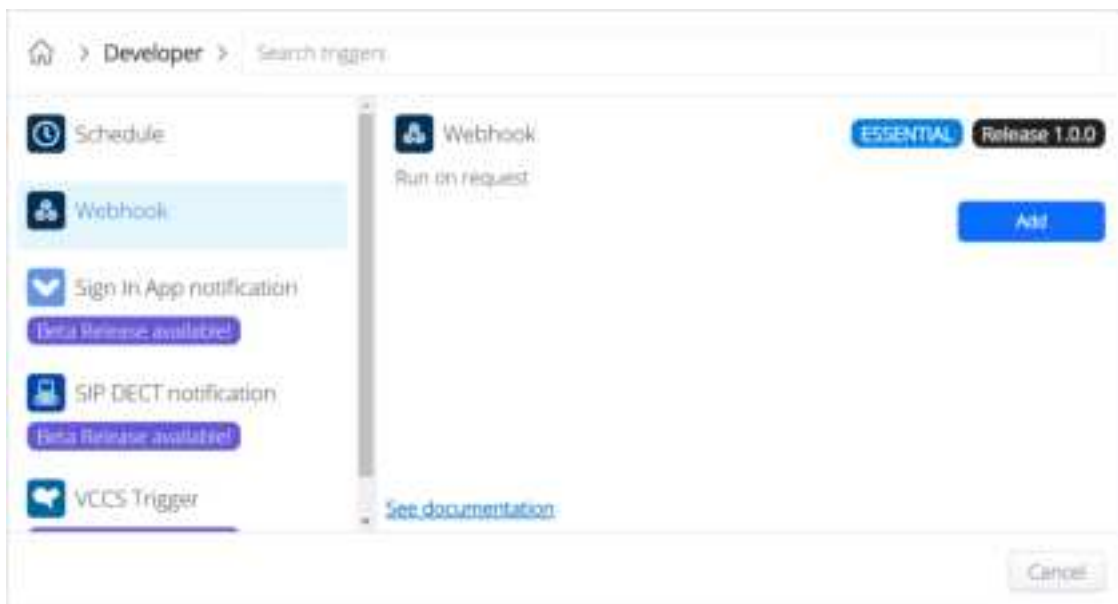 > Developer > Search triggers
Schedule
Webhook
Sign In App notification
Beta Release available!
SIP DECT notification
Beta Release available!
VCCS Trigger
Webhook ESSENTIAL Release 1.0.0
Run on request
Add
See documentation
Cancel